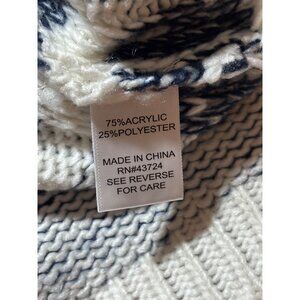 75%ACRYLIC
25%POLYESTER
MADE IN CHINA
RN#43724
SEE REVERSE
FOR CARE